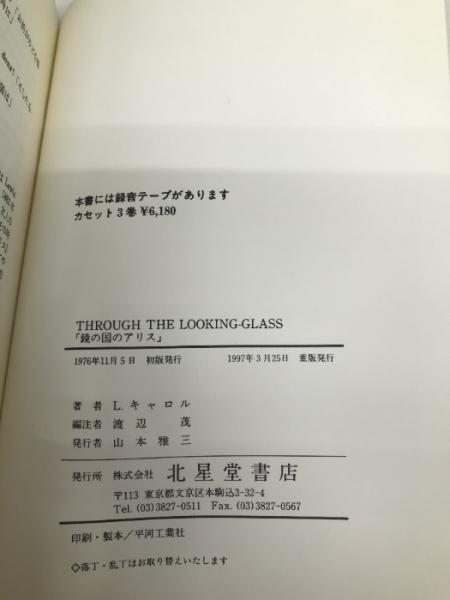 本書には録音テープがあります
カセット3巻 ¥6,180
THROUGH THE LOOKING-GLASS
「鏡の国のアリス」
1976年11月5日 初版発行 1997年3月25日 重版発行
著者 L.キャロル
編注者 渡辺 茂
発行者 山本雅三
発行所 株式会社 北星堂書店
〒113 東京都文京区本駒込3-32-4
Tel. (03)3827-0511 Fax. (03)3827-0567
印刷・製本/平河工業社
◇落丁・乱丁はお取り替えいたします